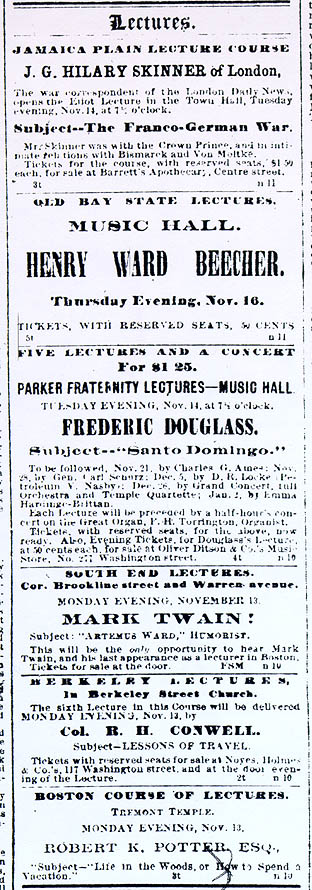 Lectures.
JAMAICA PLAIN LECTURE COURSE
J. G. HILARY SKINNER of London,
The war correspondent of the London Daily News,
opens the Eliot Lecture in the Town Hall, Tuesday
evening, Nov. 14, at 7½ o'clock.
Subject--The Franco-German War.
Mr. Skinner was with the Crown Prince, and in inti-
mate relations with Bismarck and Von Moltke.
Tickets for the course, with reserved seats, $1 50
each, for sale at Barrett's Apothecary, Centre street.
3t n 11
OLD BAY STATE LECTURES.
MUSIC HALL.
HENRY WARD BEECHER.
Thursday Evening, Nov. 16.
TICKETS, WITH RESERVED SEATS, 50 CENTS
5t n 11
FIVE LECTURES AND A CONCERT
For $1 25.
PARKER FRATERNITY LECTURES—MUSIC HALL
TUESDAY EVENING, Nov. 14, at 7½ o'clock.
FREDERIC DOUGLASS.
Subject--"Santo Domingo."
To be followed, Nov. 21, by Charles G. Ames; Nov.
28, by Gen. Carl Schurz; Dec. 5, by D. R. Locke (Pe-
troleum V. Nasby); Dec. 26, by Grand Concert, full
Orchestra and Temple Quartette; Jan. 2, by Emma
Hardinge-Brittan.
Each Lecture will be preceded by a half-hour's con-
cert on the Great Organ, F. H. Torrington, Organist.
Tickets, with reserved seats, for the above, now
ready. Also, Evening Tickets, for Douglass's Lecture,
at 50 cents each, for sale at Oliver Ditson & Co.'s Music
Store, No. 277 Washington street. 4t n 10
SOUTH END LECTURES.
Cor. Brookline street and Warren avenue.
MONDAY EVENING, NOVEMBER 13.
MARK TWAIN!
Subject: "ARTEMUS WARD," HUMORIST.
This will be the only opportunity to hear Mark
Twain, and his last appearance as a lecturer in Boston.
Tickets for sale at the door. FSM n 10
BERKELEY LECTURES,
In Berkeley Street Church.
The sixth Lecture in this Course will be delivered
MONDAY EVENING, Nov. 13, by
Col. R. H. CONWELL.
Subject—LESSONS OF TRAVEL.
Tickets with reserved seats for sale at Noyes, Holmes
& Co.'s, 117 Washington street, and at the door even-
ing of the Lecture. 2t n 10
BOSTON COURSE OF LECTURES.
TREMONT TEMPLE.
MONDAY EVENING, Nov. 13,
ROBERT K. POTTER, ESQ.,
"Subject—"Life in the Woods, or How to Spend a
Vacation." 3t n 10